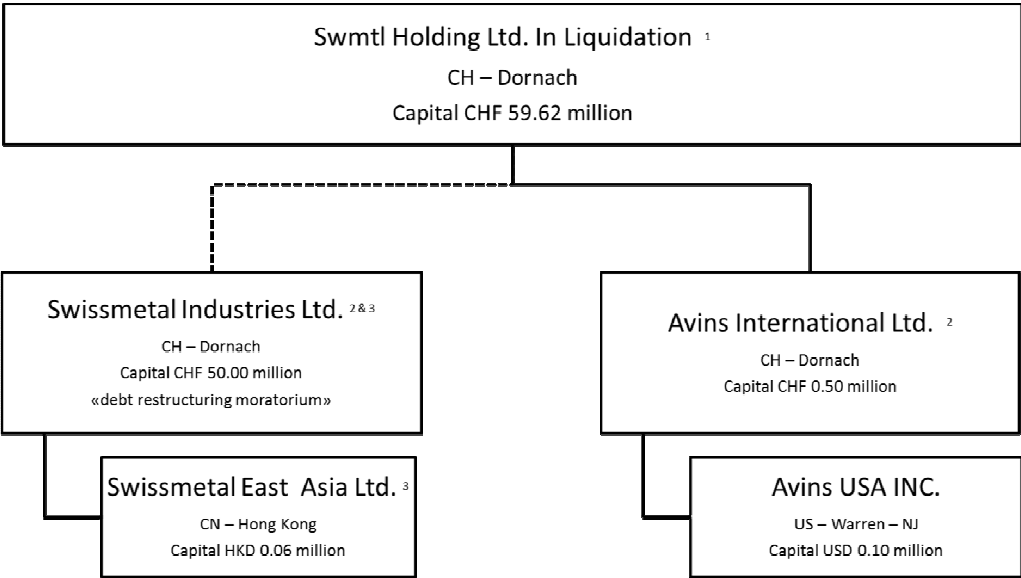 Swmtl Holding Ltd. In Liquidation 1
CH – Dornach
Capital CHF 59.62 million
Swissmetal Industries Ltd. 2 & 3
CH – Dornach
Capital CHF 50.00 million
«debt restructuring moratorium»
Avins International Ltd. 2
CH – Dornach
Capital CHF 0.50 million
Swissmetal East Asia Ltd. 3
CN – Hong Kong
Capital HKD 0.06 million
Avins USA INC.
US – Warren – NJ
Capital USD 0.10 million